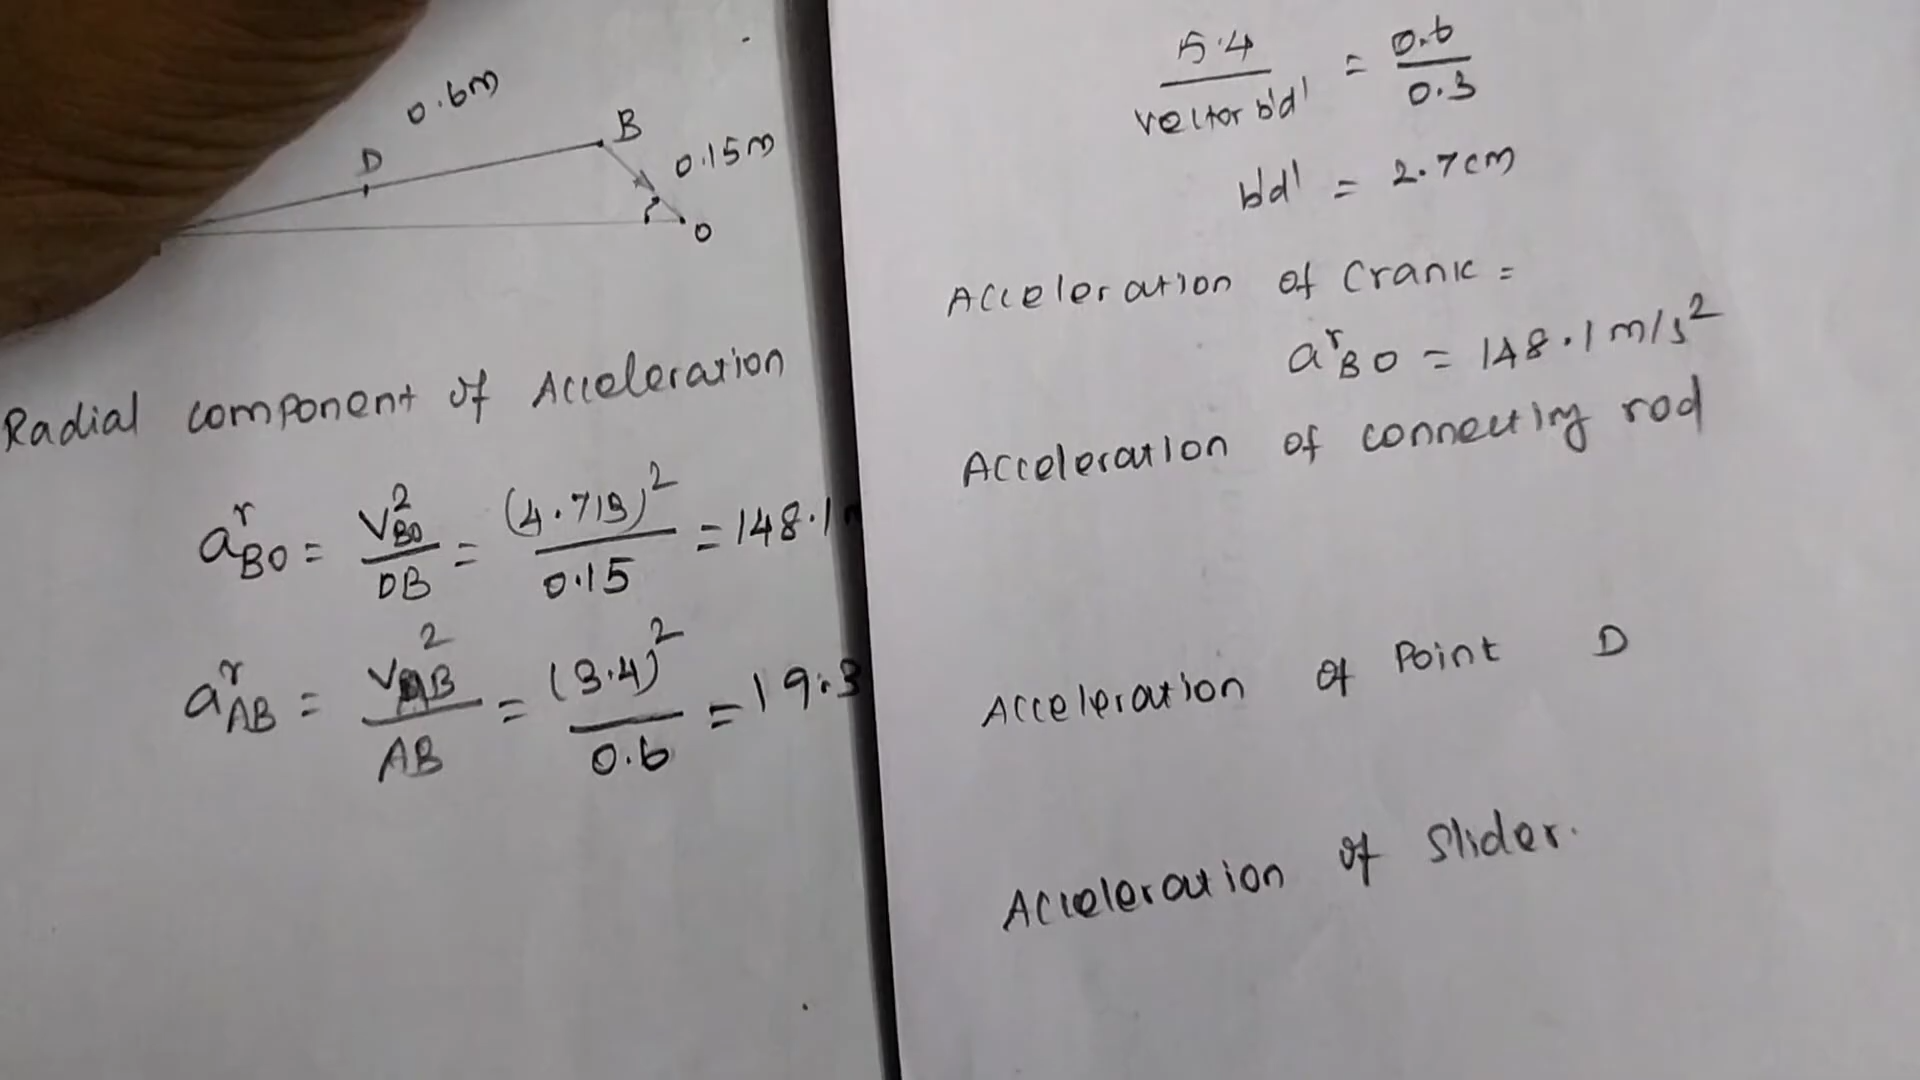 0.6m
D
B
0.15m
O
Radial component of Acceleration
a^r_BO = V²_BO / OB = (4.713)² / 0.15 = 148.1
a^r_AB = V_AB² / AB = (3.4)² / 0.6 = 19.3
5.4 / vector b'd' = 0.6 / 0.3
b'd' = 2.7cm
Acceleration of Crank =
a^r_BO = 148.1 m/s²
Acceleration of connecting rod
Acceleration of Point D
Acceleration of slider.